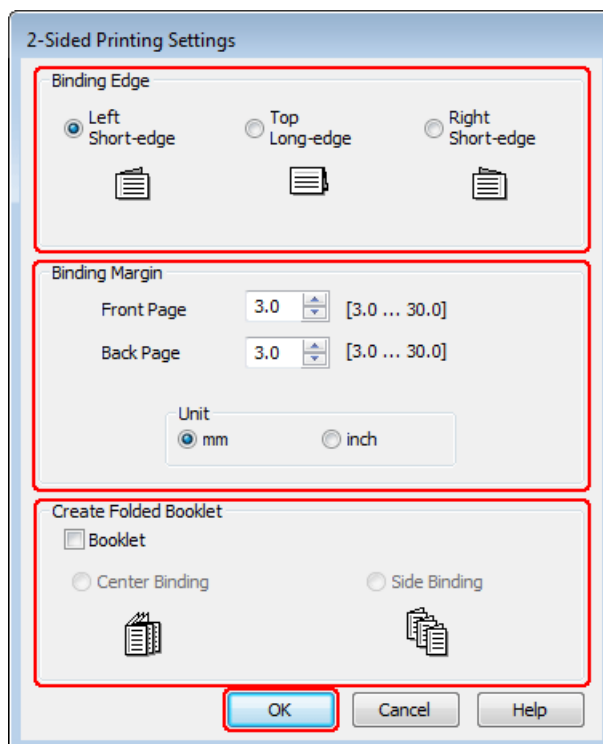 2-Sided Printing Settings
Binding Edge
Left Short-edge
Top Long-edge
Right Short-edge
Binding Margin
Front Page 3.0 [3.0 ... 30.0]
Back Page 3.0 [3.0 ... 30.0]
Unit
mm inch
Create Folded Booklet
Booklet
Center Binding Side Binding
OK Cancel Help